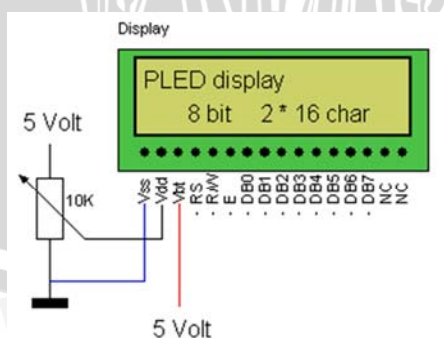 Display
PLED display
8 bit 2 * 16 char
5 Volt
10K
Vss
Vdd
Vbt
- RS
- R/W
- E
- DB0
- DB1
- DB2
- DB3
- DB4
- DB5
- DB6
- DB7
NC
NC
5 Volt